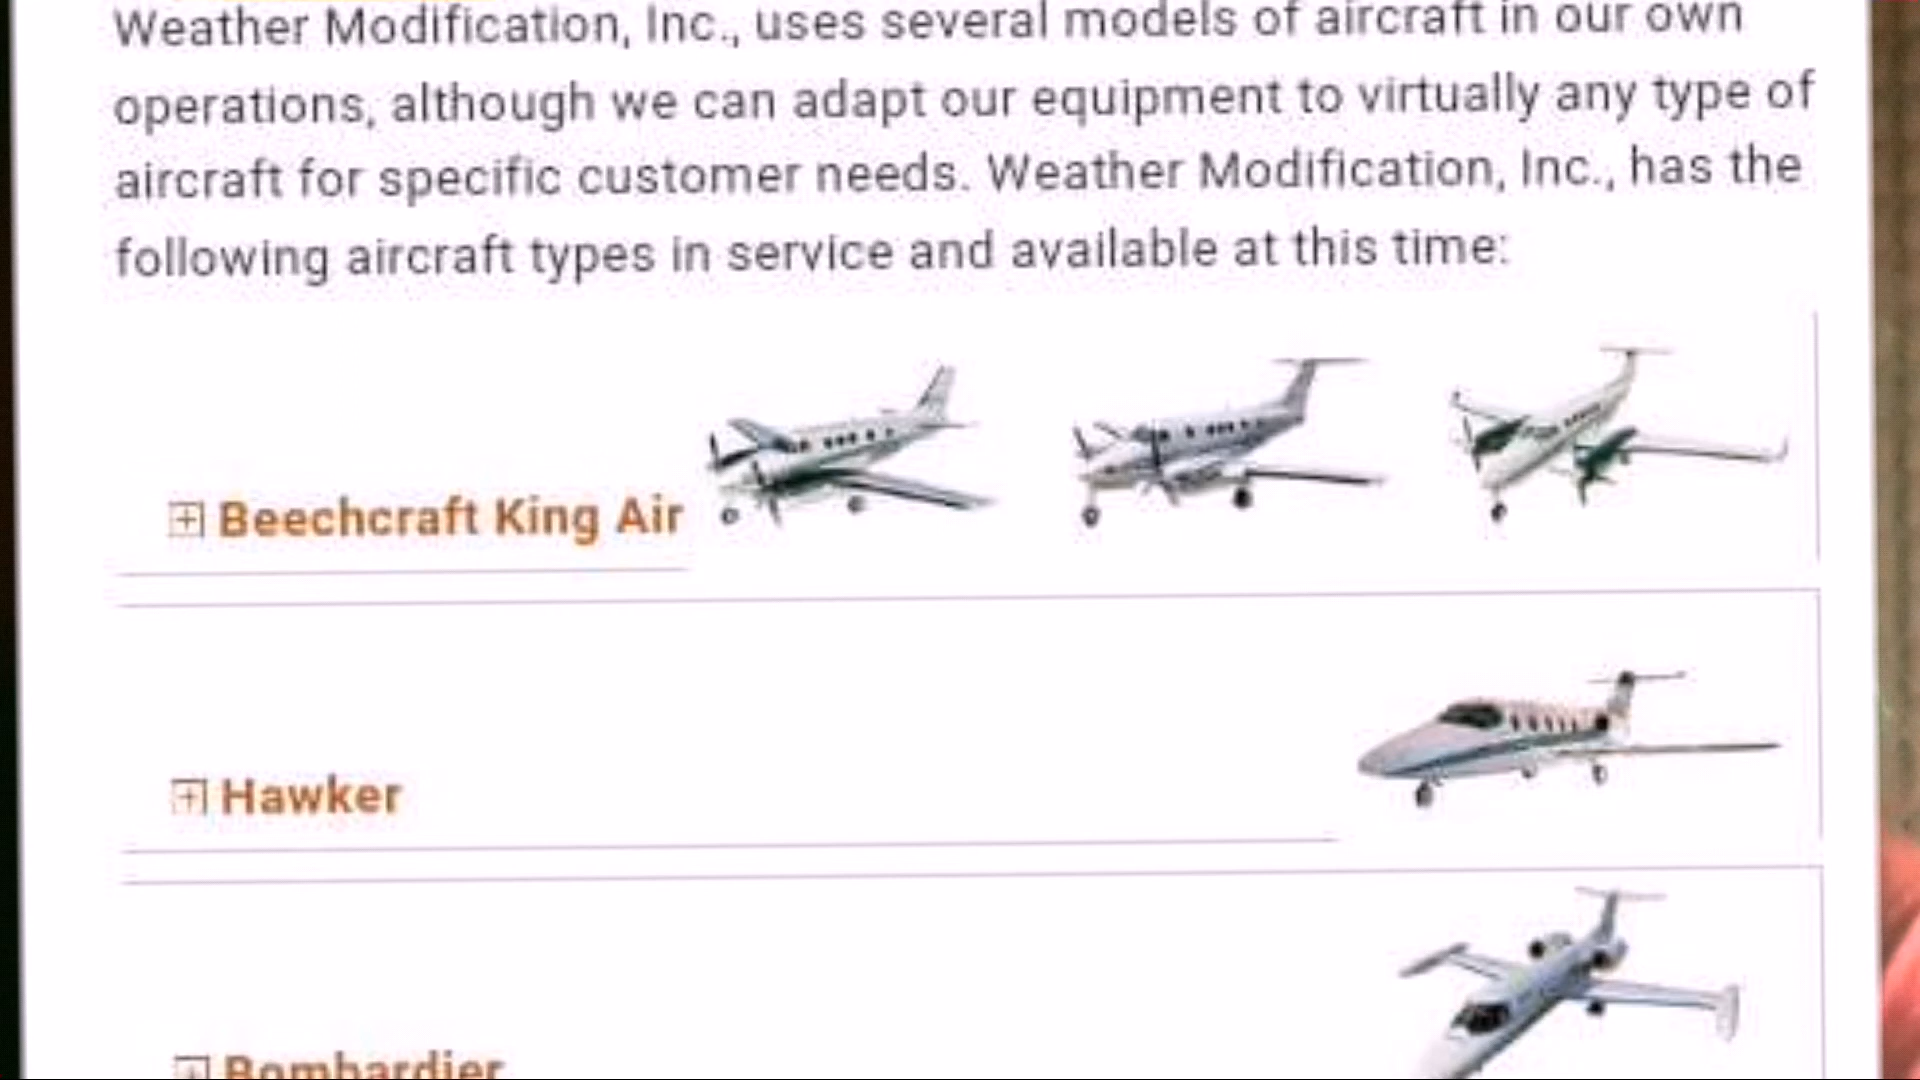 Weather Modification, Inc., uses several models of aircraft in our own
operations, although we can adapt our equipment to virtually any type of
aircraft for specific customer needs. Weather Modification, Inc., has the
following aircraft types in service and available at this time:
Beechcraft King Air
Hawker
Bombardier